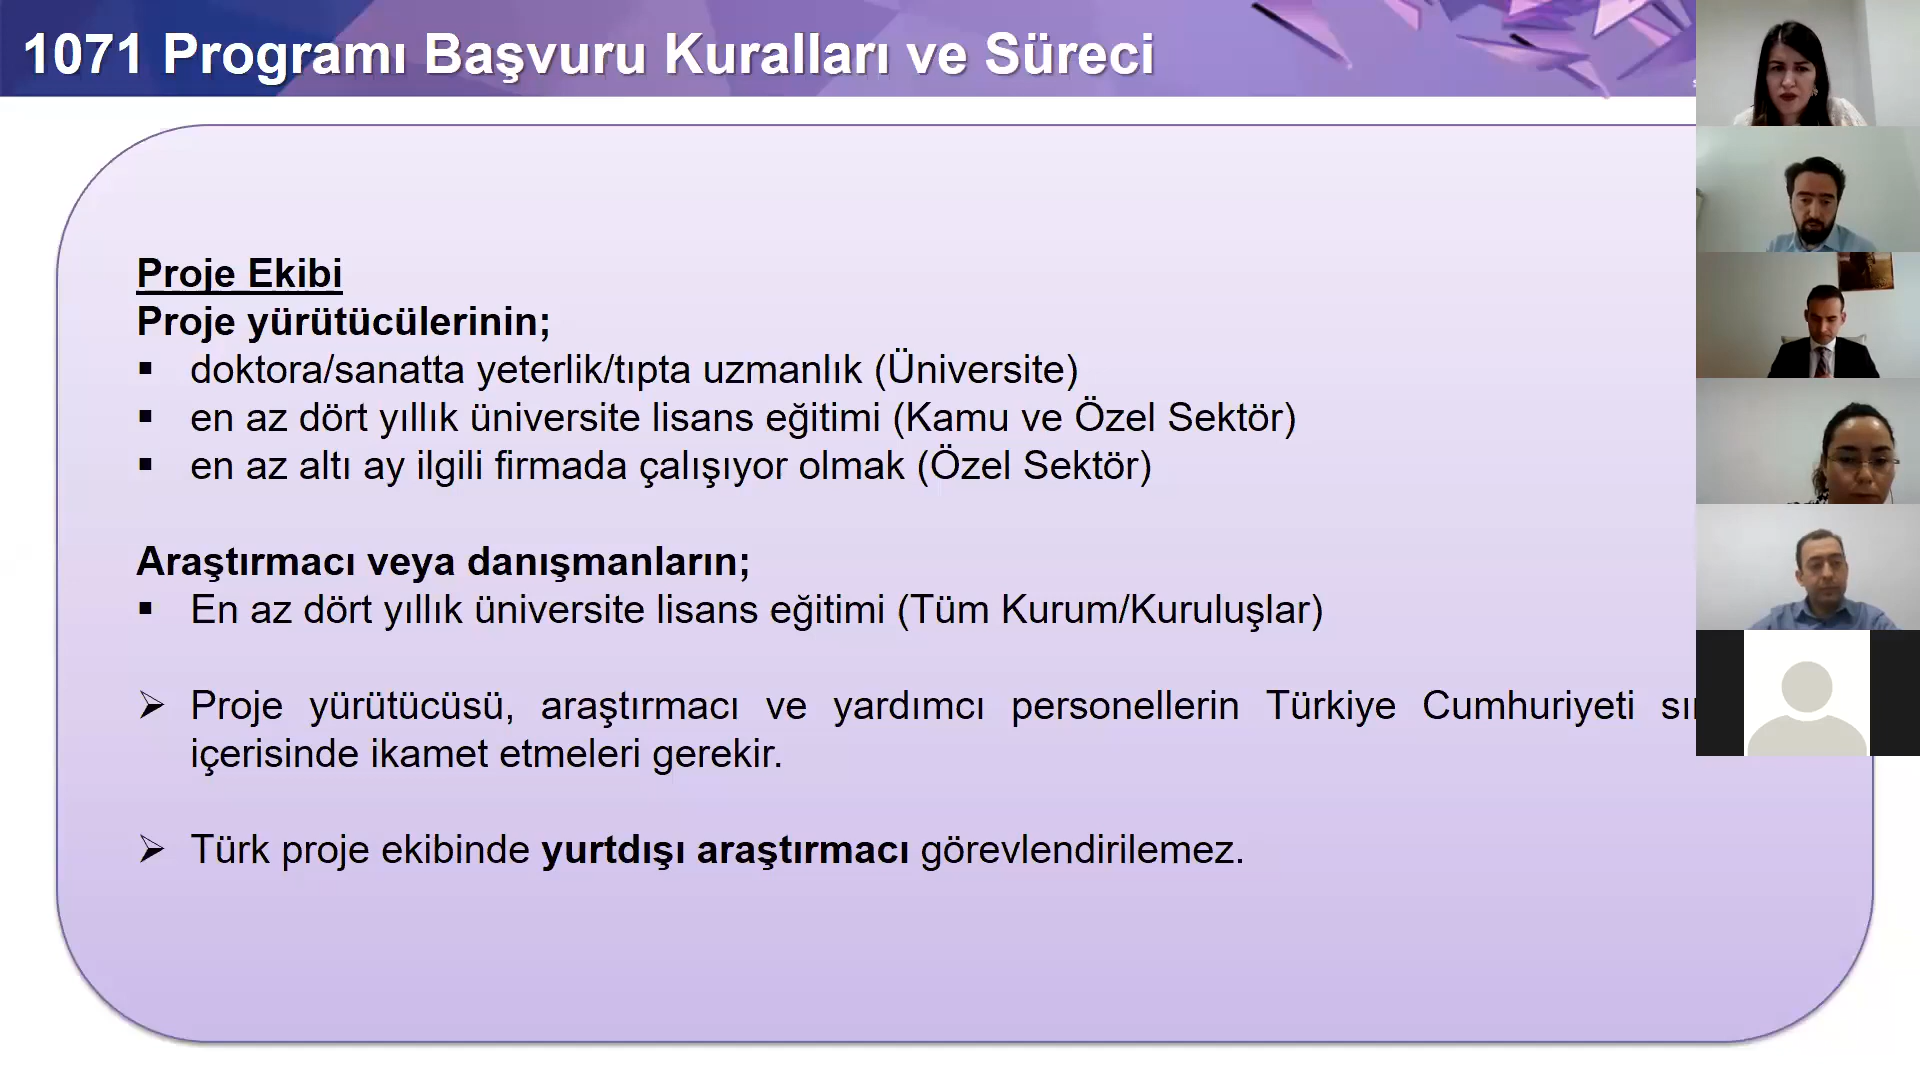 1071 Programı Başvuru Kuralları ve Süreci
Proje Ekibi
Proje yürütücülerinin;
▪ doktora/sanatta yeterlik/tıpta uzmanlık (Üniversite)
▪ en az dört yıllık üniversite lisans eğitimi (Kamu ve Özel Sektör)
▪ en az altı ay ilgili firmada çalışıyor olmak (Özel Sektör)
Araştırmacı veya danışmanların;
▪ En az dört yıllık üniversite lisans eğitimi (Tüm Kurum/Kuruluşlar)
➢ Proje yürütücüsü, araştırmacı ve yardımcı personellerin Türkiye Cumhuriyeti
içerisinde ikamet etmeleri gerekir.
➢ Türk proje ekibinde yurtdışı araştırmacı görevlendirilemez.